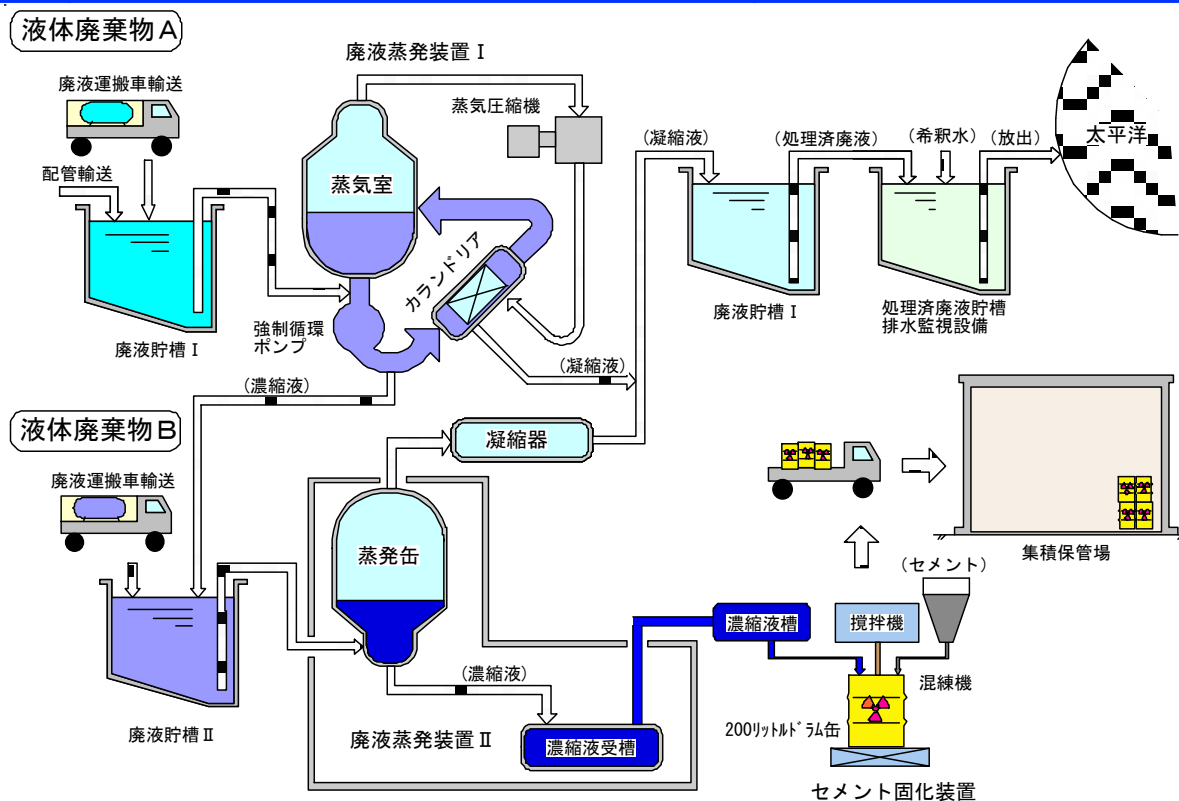 液体廃棄物A
廃液運搬車輸送
配管輸送
廃液貯槽Ⅰ
廃液蒸発装置Ⅰ
蒸気圧縮機
蒸気室
カランドリア
強制循環
ポンプ
(濃縮液)
(凝縮液)
(凝縮液)
(処理済廃液)
(希釈水)
(放出)
太平洋
廃液貯槽Ⅰ
処理済廃液貯槽
排水監視設備
液体廃棄物B
廃液運搬車輸送
廃液貯槽Ⅱ
凝縮器
蒸発缶
(濃縮液)
廃液蒸発装置Ⅱ
濃縮液受槽
濃縮液槽
撹拌機
(セメント)
混練機
200リットルドラム缶
セメント固化装置
集積保管場